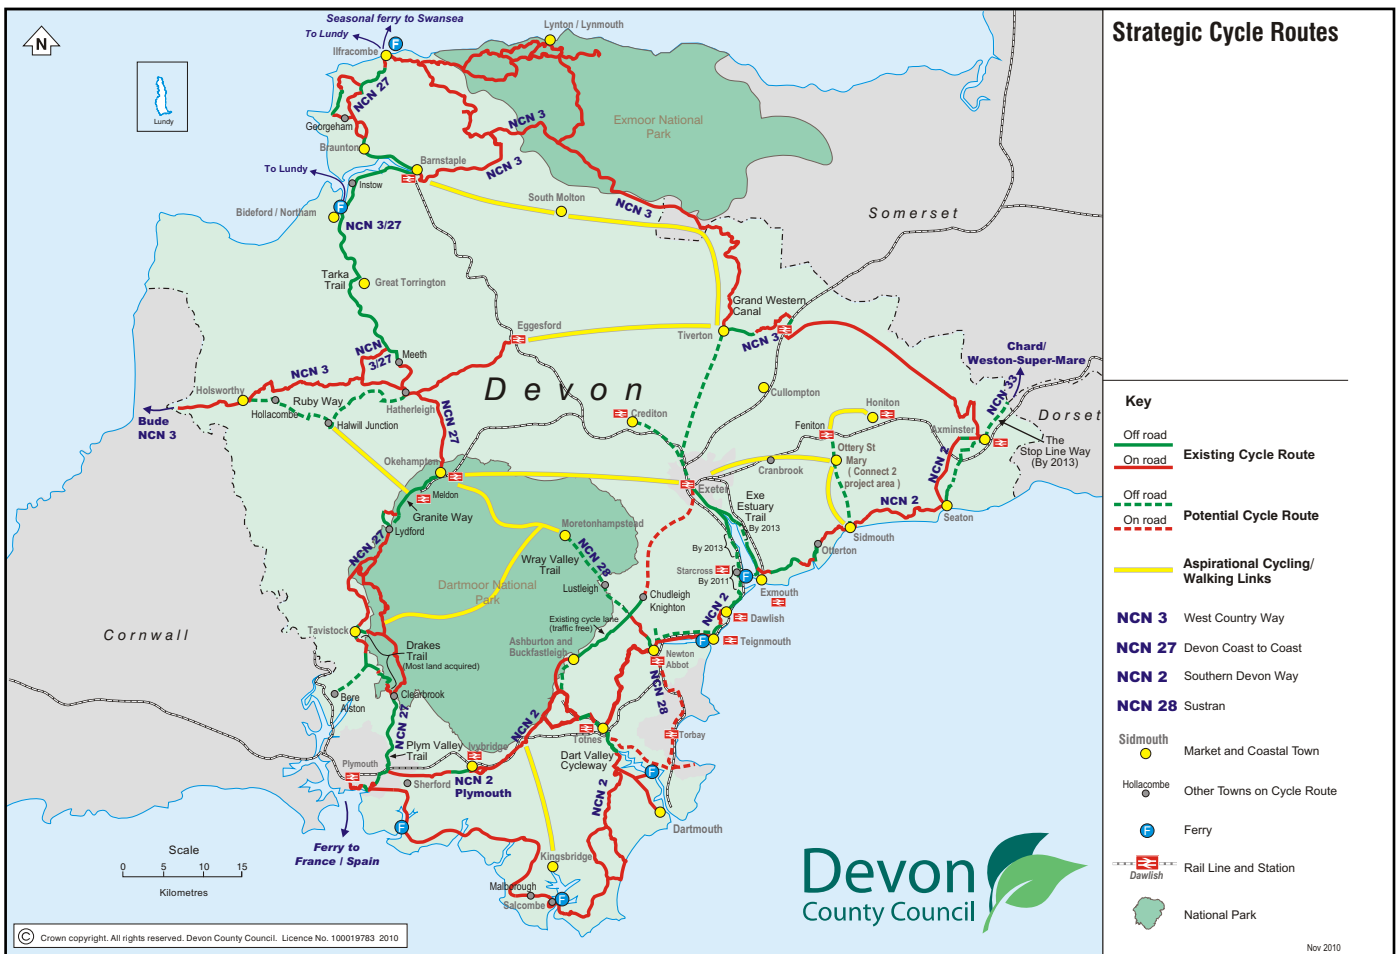 Strategic Cycle Routes
N
Seasonal ferry to Swansea
To Lundy
Ilfracombe
F
Lynton / Lynmouth
Lundy
NCN 27
Georgeham
Braunton
NCN 3
Exmoor National
Park
Barnstaple
NCN 3
To Lundy
Instow
F
Bideford / Northam
NCN 3/27
South Molton
NCN 3
Somerset
Tarka
Trail
Great Torrington
Grand Western
Canal
Eggesford
Tiverton
NCN 3
NCN
3/27
Meeth
Chard/
Weston-Super-Mare
NCN 33
Holsworthy
NCN 3
Ruby Way
Hollacombe
Hatherleigh
Devon
Cullompton
Bude
NCN 3
Halwill Junction
NCN 27
Crediton
Honiton
Feniton
Axminster
Dorset
The
Stop Line Way
(By 2013)
Okehampton
Meldon
Granite Way
Ottery St
Mary
( Connect 2
project area )
Cranbrook
NCN 2
NCN 2
Exeter
Exe
Estuary
Trail
By 2013
Seaton
Lydford
Moretonhampstead
Sidmouth
NCN 27
Wray Valley
Trail
NCN 28
By 2013
Otterton
Starcross
By 2011
F
Exmouth
Dartmoor National
Park
Lustleigh
Chudleigh
Knighton
NCN 2
Dawlish
Existing cycle lane
(traffic free)
Cornwall
Tavistock
Drakes
Trail
(Most land acquired)
Ashburton and
Buckfastleigh
F
Teignmouth
Newton
Abbot
Bere
Alston
Clearbrook
NCN 28
NCN 27
NCN 2
Totnes
Torbay
Plym Valley
Trail
Ivybridge
Dart Valley
Cycleway
Plymouth
Sherford
NCN 2
Plymouth
F
NCN 2
F
Dartmouth
Ferry to
France / Spain
Kingsbridge
Malborough
Salcombe
F
Scale
0 5 10 15
Kilometres
Devon
County Council
© Crown copyright. All rights reserved. Devon County Council. Licence No. 100019783 2010
Key
Off road
On road
Existing Cycle Route
Off road
On road
Potential Cycle Route
Aspirational Cycling/
Walking Links
NCN 3 West Country Way
NCN 27 Devon Coast to Coast
NCN 2 Southern Devon Way
NCN 28 Sustran
Sidmouth
Market and Coastal Town
Hollacombe
Other Towns on Cycle Route
F Ferry
Dawlish
Rail Line and Station
National Park
Nov 2010